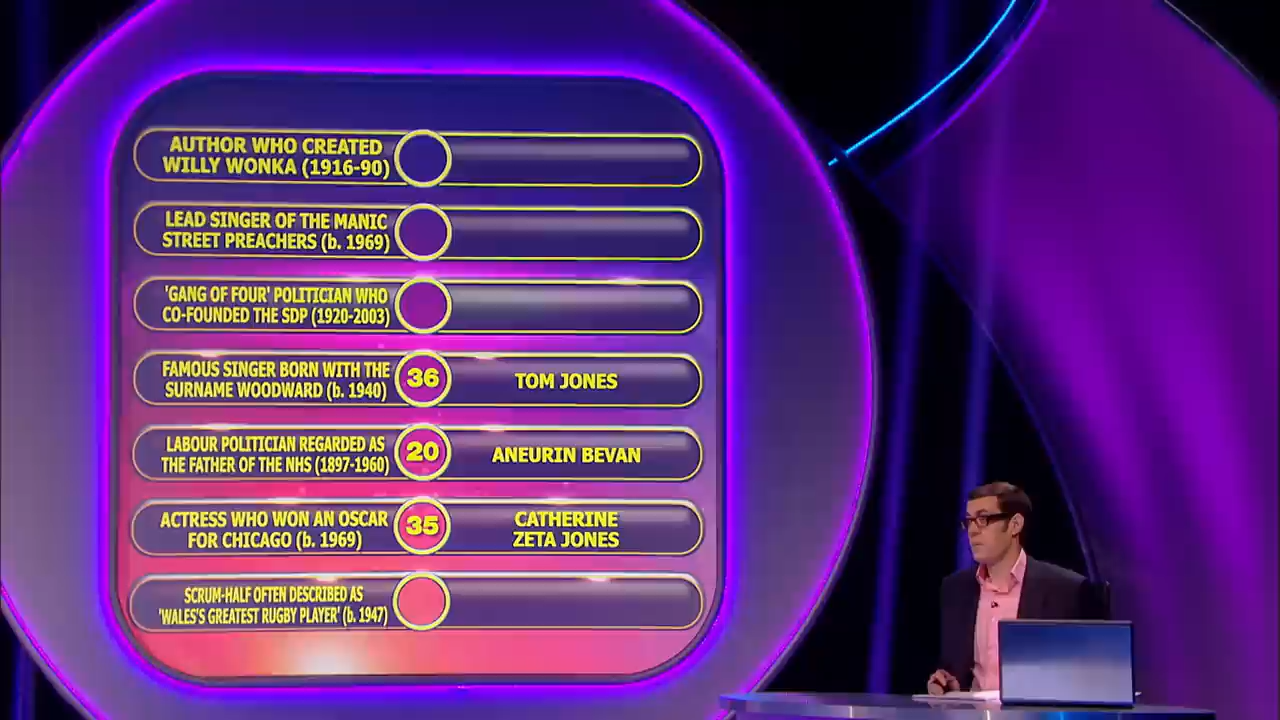 AUTHOR WHO CREATED
WILLY WONKA (1916-90)
LEAD SINGER OF THE MANIC
STREET PREACHERS (b. 1969)
'GANG OF FOUR' POLITICIAN WHO
CO-FOUNDED THE SDP (1920-2003)
FAMOUS SINGER BORN WITH THE
SURNAME WOODWARD (b. 1940)
36
TOM JONES
LABOUR POLITICIAN REGARDED AS
THE FATHER OF THE NHS (1897-1960)
20
ANEURIN BEVAN
ACTRESS WHO WON AN OSCAR
FOR CHICAGO (b. 1969)
35
CATHERINE
ZETA JONES
SCRUM-HALF OFTEN DESCRIBED AS
'WALES'S GREATEST RUGBY PLAYER' (b. 1947)